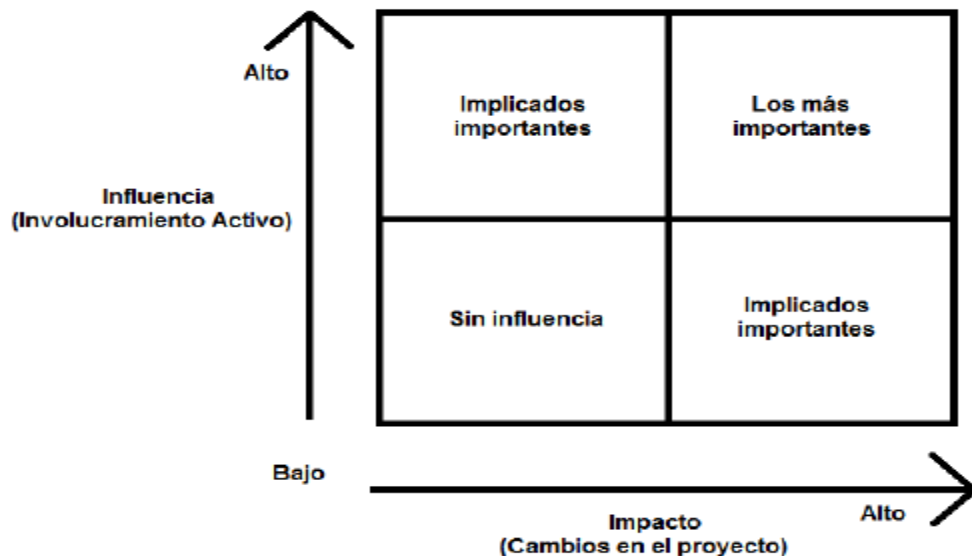 Alto
Implicados
importantes
Los más
importantes
Influencia
(Involucramiento Activo)
Sin influencia
Implicados
importantes
Bajo
Alto
Impacto
(Cambios en el proyecto)